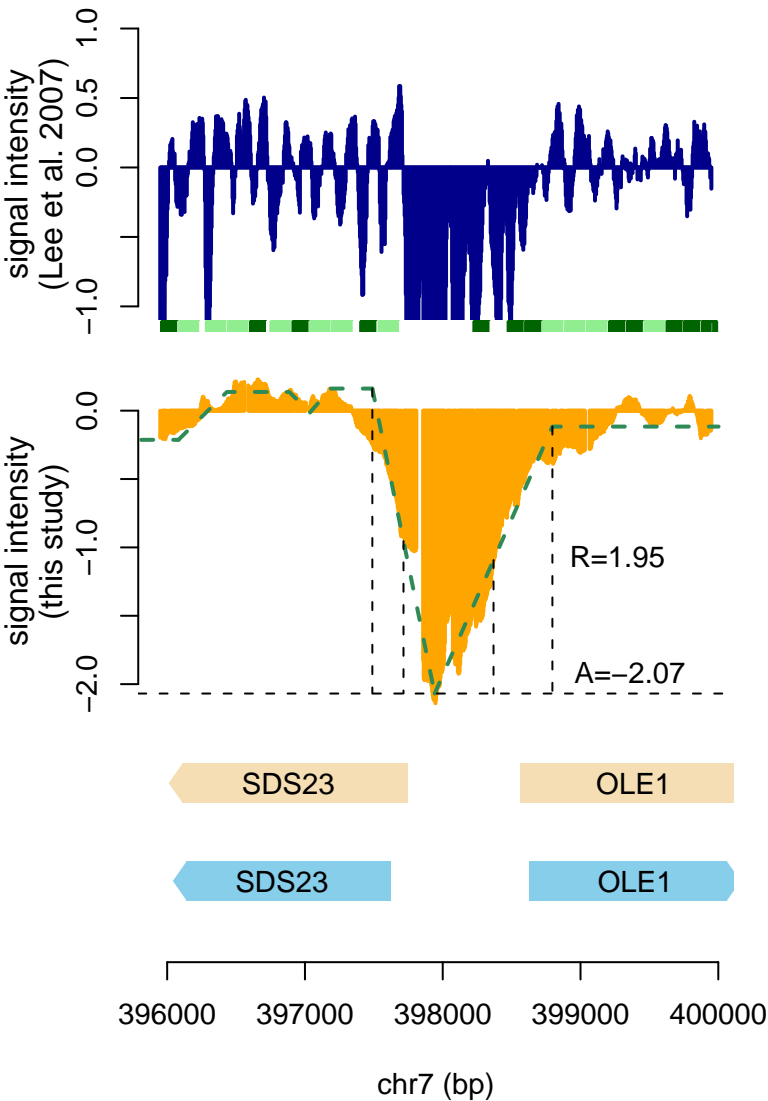 signal intensity
(Lee et al. 2007)
1.0
0.5
0.0
−1.0
signal intensity
(this study)
0.0
−1.0
−2.0
R=1.95
A=−2.07
SDS23 OLE1
SDS23 OLE1
396000 397000 398000 399000 400000
chr7 (bp)